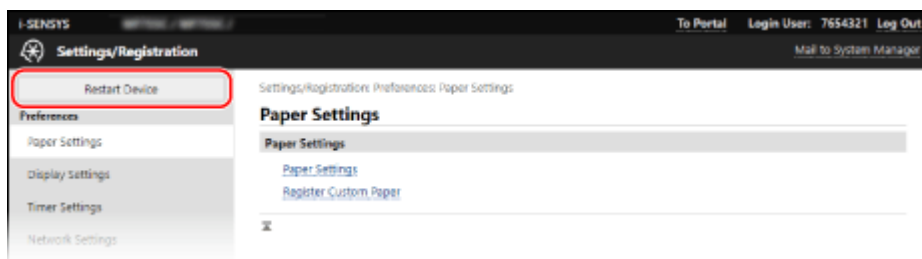 i-SENSYS
To Portal Login User: 7654321 Log Out
Settings/Registration
Mail to System Manager
Restart Device
Preferences
Paper Settings
Display Settings
Timer Settings
Network Settings
Settings/Registration: Preferences: Paper Settings
Paper Settings
Paper Settings
Paper Settings
Register Custom Paper